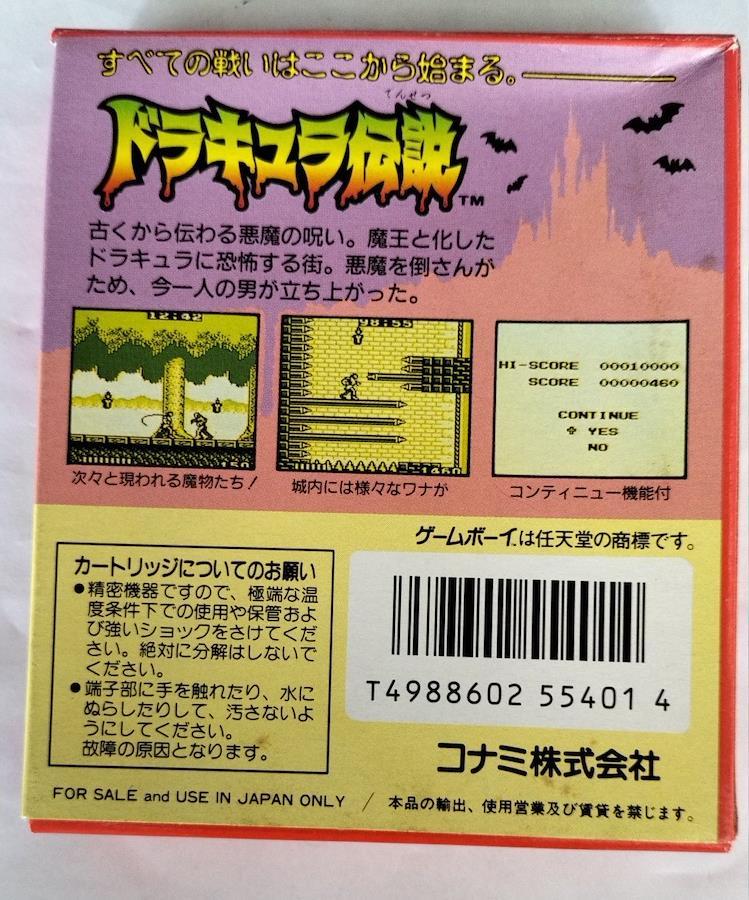 すべての戦いはここから始まる。
でんせつ
ドラキュラ伝説™
古くから伝わる悪魔の呪い。魔王と化した
ドラキュラに恐怖する街。悪魔を倒さんが
ため、今一人の男が立ち上がった。
12:42
98:55
HI-SCORE 00010000
SCORE 00000460
CONTINUE
YES
NO
150
次々と現われる魔物たち!
城内には様々なワナが
コンティニュー機能付
ゲームボーイは任天堂の商標です。
カートリッジについてのお願い
●精密機器ですので、極端な温
度条件下での使用や保管およ
び強いショックをさけてくだ
さい。絶対に分解はしないで
ください。
●端子部に手を触れたり、水に
ぬらしたりして、汚さないよ
うにしてください。
故障の原因となります。
T4988602 55401 4
コナミ株式会社
FOR SALE and USE IN JAPAN ONLY / 本品の輸出、使用営業及び賃貸を禁じます。